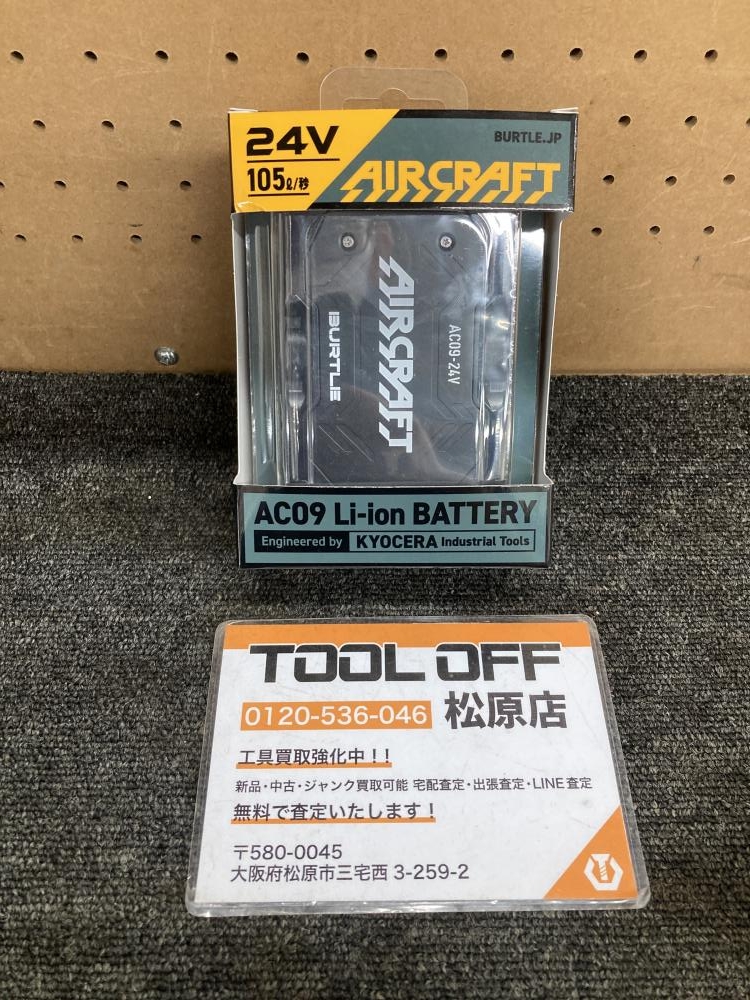 24V
105ℓ/秒
BURTLE.JP
AIRCRAFT
AIRCRAFT
BURTLE
AC09-24V
AC09 Li-ion BATTERY
Engineered by KYOCERA Industrial Tools
TOOL OFF
0120-536-046 松原店
工具買取強化中!!
新品・中古・ジャンク買取可能 宅配査定・出張査定・LINE査定
無料で査定いたします!
〒580-0045
大阪府松原市三宅西 3-259-2